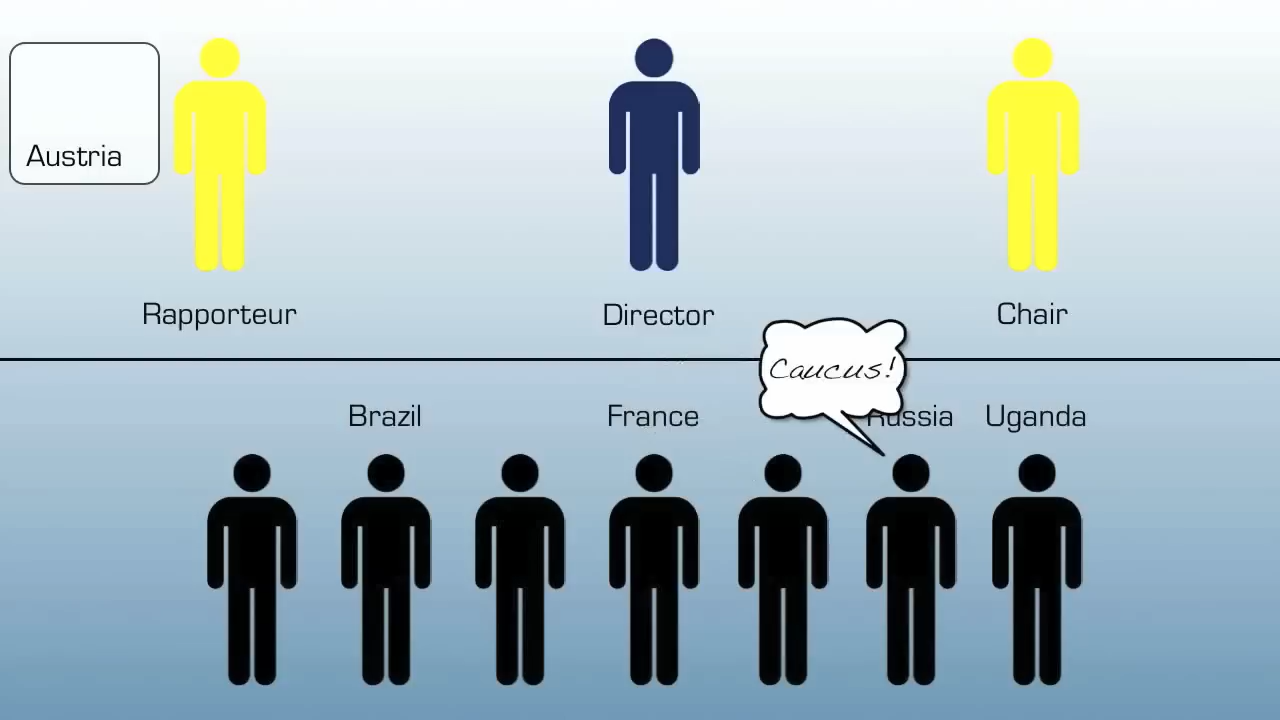 Austria
Rapporteur
Director
Chair
Caucus!
Brazil
France
Russia
Uganda